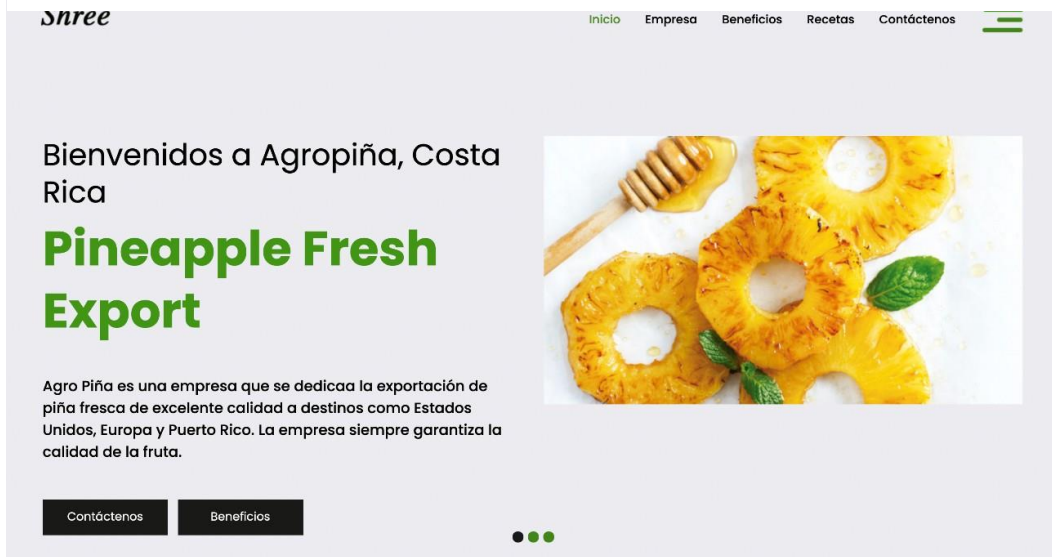 Shree
Inicio Empresa Beneficios Recetas Contáctenos
Bienvenidos a Agropiña, Costa
Rica
Pineapple Fresh
Export
Agro Piña es una empresa que se dedicaa la exportación de
piña fresca de excelente calidad a destinos como Estados
Unidos, Europa y Puerto Rico. La empresa siempre garantiza la
calidad de la fruta.
Contáctenos Beneficios